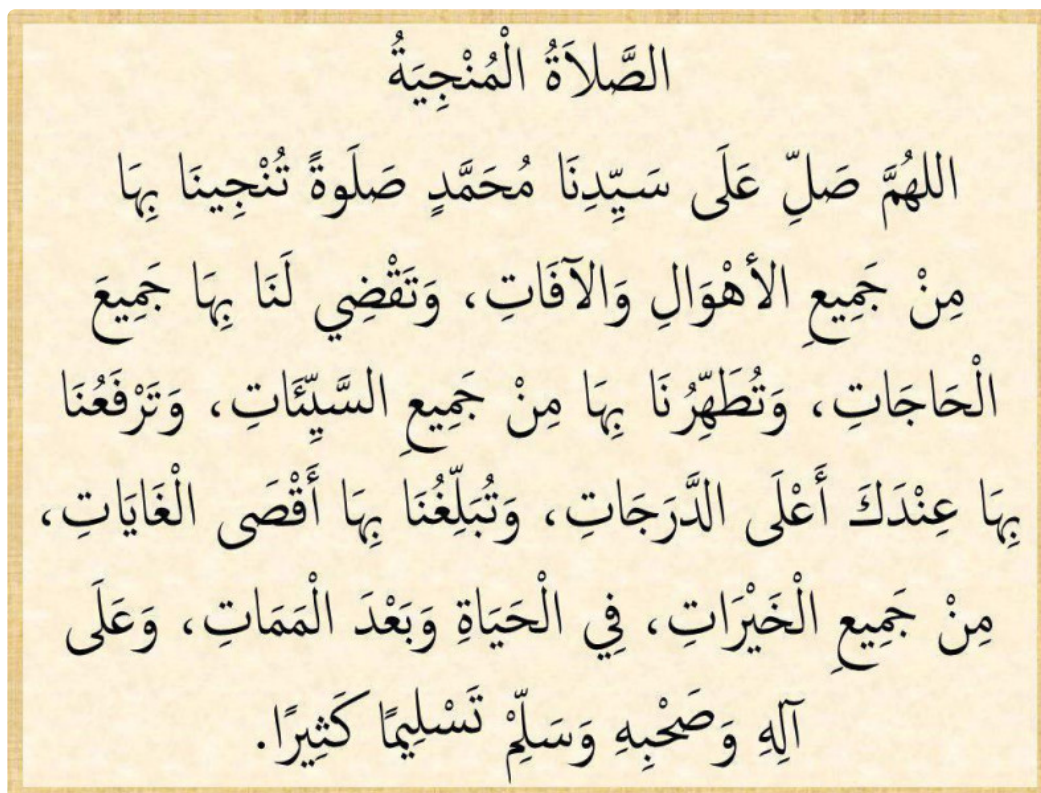 الصَّلاَةُ الْمُنْجِيَةُ
اللهُمَّ صَلِّ عَلَى سَيِّدِنَا مُحَمَّدٍ صَلَوةً تُنْجِينَا بِهَا
مِنْ جَمِيعِ الأهْوَالِ وَالآفَاتِ، وَتَقْضِي لَنَا بِهَا جَمِيعَ
الْحَاجَاتِ، وَتُطَهِّرُنَا بِهَا مِنْ جَمِيعِ السَّيِّئَاتِ، وَتَرْفَعُنَا
بِهَا عِنْدَكَ أَعْلَى الدَّرَجَاتِ، وَتُبَلِّغُنَا بِهَا أَقْصَى الْغَايَاتِ،
مِنْ جَمِيعِ الْخَيْرَاتِ، فِي الْحَيَاةِ وَبَعْدَ الْمَمَاتِ، وَعَلَى
آلِهِ وَصَحْبِهِ وَسَلِّمْ تَسْلِيمًا كَثِيرًا.